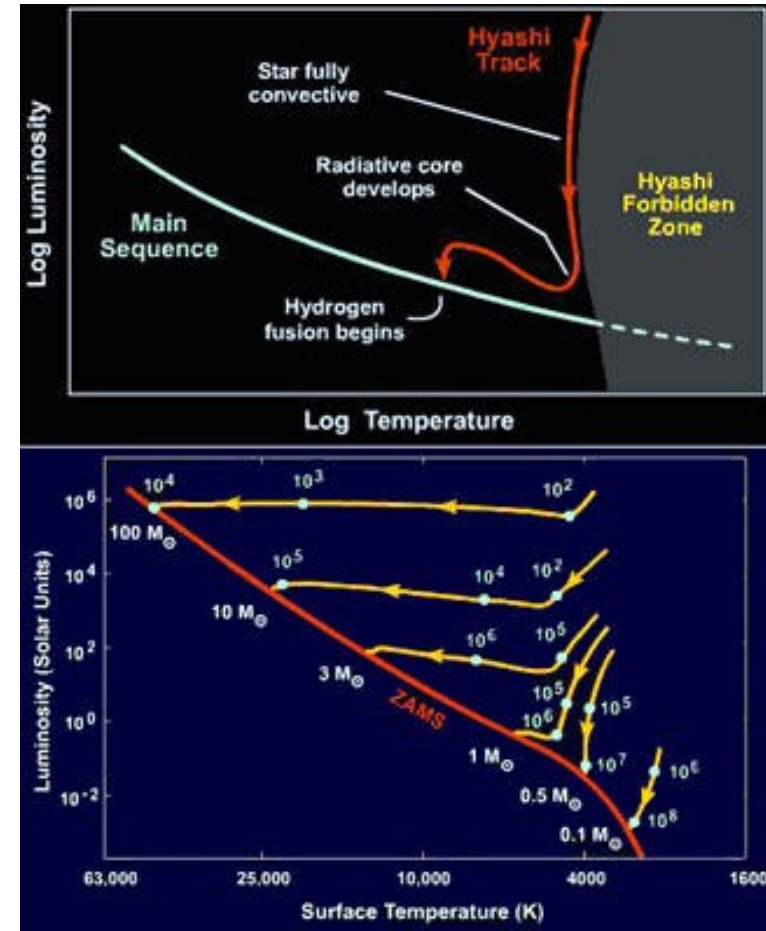 Log Luminosity
Hyashi
Track
Star fully
convective
Radiative core
develops
Hyashi
Forbidden
Zone
Main
Sequence
Hydrogen
fusion begins
Log Temperature
Luminosity (Solar Units)
10⁶
10⁴
10²
10⁰
10⁻²
10⁴
10³
10²
100 M⊙
10⁵
10⁴
10²
10 M⊙
10⁶
10⁵
3 M⊙
ZAMS
10⁵
10⁶
10⁵
1 M⊙
10⁷
10⁶
0.5 M⊙
10⁸
0.1 M⊙
63,000
25,000
10,000
4000
1600
Surface Temperature (K)